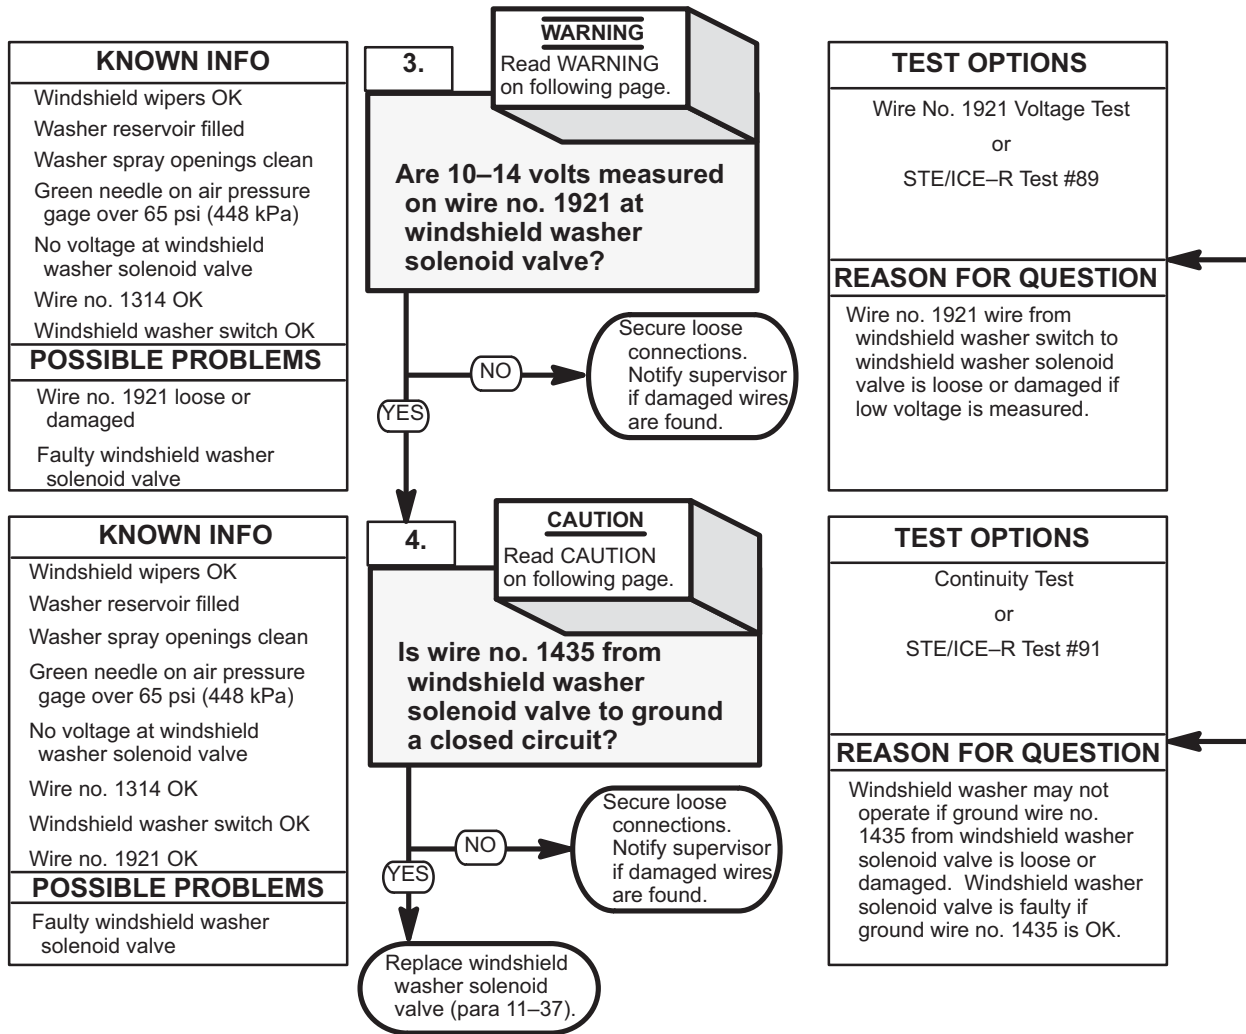 KNOWN INFO
Windshield wipers OK
Washer reservoir filled
Washer spray openings clean
Green needle on air pressure
gage over 65 psi (448 kPa)
No voltage at windshield
washer solenoid valve
Wire no. 1314 OK
Windshield washer switch OK
POSSIBLE PROBLEMS
Wire no. 1921 loose or
damaged
Faulty windshield washer
solenoid valve
3.
WARNING
Read WARNING
on following page.
Are 10–14 volts measured
on wire no. 1921 at
windshield washer
solenoid valve?
NO
Secure loose
connections.
Notify supervisor
if damaged wires
are found.
YES
TEST OPTIONS
Wire No. 1921 Voltage Test
or
STE/ICE–R Test #89
REASON FOR QUESTION
Wire no. 1921 wire from
windshield washer switch to
windshield washer solenoid
valve is loose or damaged if
low voltage is measured.
KNOWN INFO
Windshield wipers OK
Washer reservoir filled
Washer spray openings clean
Green needle on air pressure
gage over 65 psi (448 kPa)
No voltage at windshield
washer solenoid valve
Wire no. 1314 OK
Windshield washer switch OK
Wire no. 1921 OK
POSSIBLE PROBLEMS
Faulty windshield washer
solenoid valve
4.
CAUTION
Read CAUTION
on following page.
Is wire no. 1435 from
windshield washer
solenoid valve to ground
a closed circuit?
NO
Secure loose
connections.
Notify supervisor
if damaged wires
are found.
YES
Replace windshield
washer solenoid
valve (para 11–37).
TEST OPTIONS
Continuity Test
or
STE/ICE–R Test #91
REASON FOR QUESTION
Windshield washer may not
operate if ground wire no.
1435 from windshield washer
solenoid valve is loose or
damaged.  Windshield washer
solenoid valve is faulty if
ground wire no. 1435 is OK.